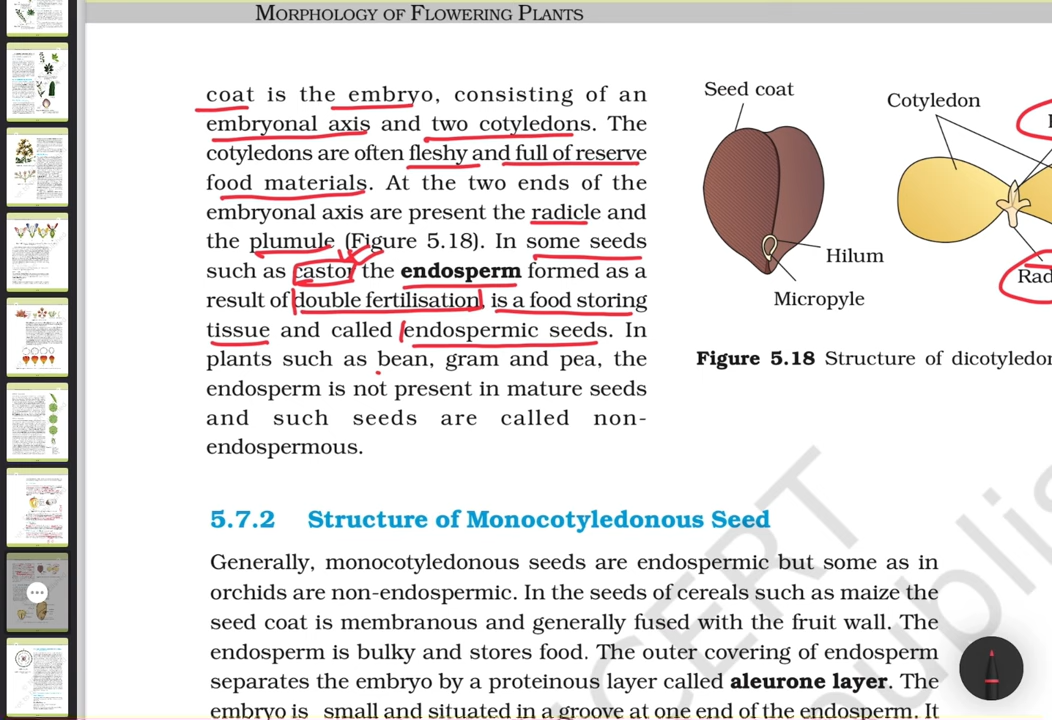 MORPHOLOGY OF FLOWERING PLANTS
coat is the embryo, consisting of an
embryonal axis and two cotyledons. The
cotyledons are often fleshy and full of reserve
food materials. At the two ends of the
embryonal axis are present the radicle and
the plumule (Figure 5.18). In some seeds
such as castor the endosperm formed as a
result of double fertilisation, is a food storing
tissue and called endospermic seeds. In
plants such as bean, gram and pea, the
endosperm is not present in mature seeds
and such seeds are called non-
endospermous.
Seed coat
Cotyledon
Hilum
Micropyle
Rad
Figure 5.18 Structure of dicotyledon
5.7.2 Structure of Monocotyledonous Seed
Generally, monocotyledonous seeds are endospermic but some as in
orchids are non-endospermic. In the seeds of cereals such as maize the
seed coat is membranous and generally fused with the fruit wall. The
endosperm is bulky and stores food. The outer covering of endosperm
separates the embryo by a proteinous layer called aleurone layer. The
embryo is small and situated in a groove at one end of the endosperm. It